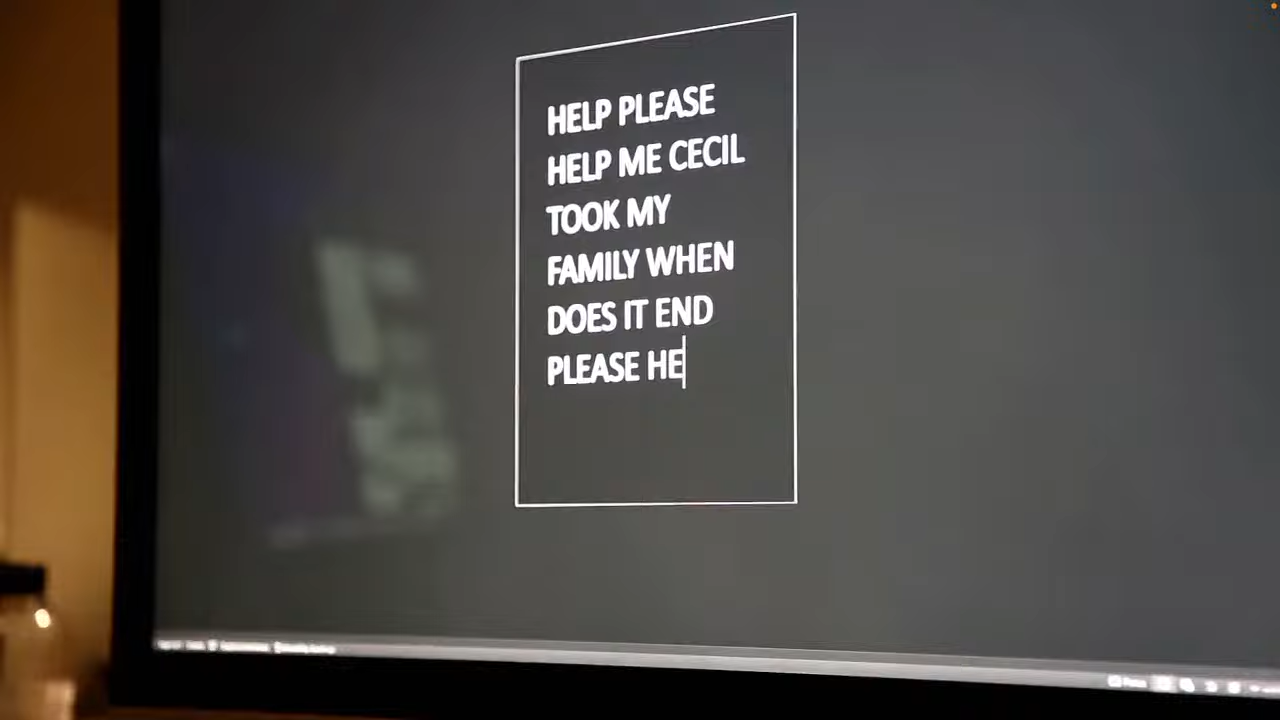 HELP PLEASE
HELP ME CECIL
TOOK MY
FAMILY WHEN
DOES IT END
PLEASE HE